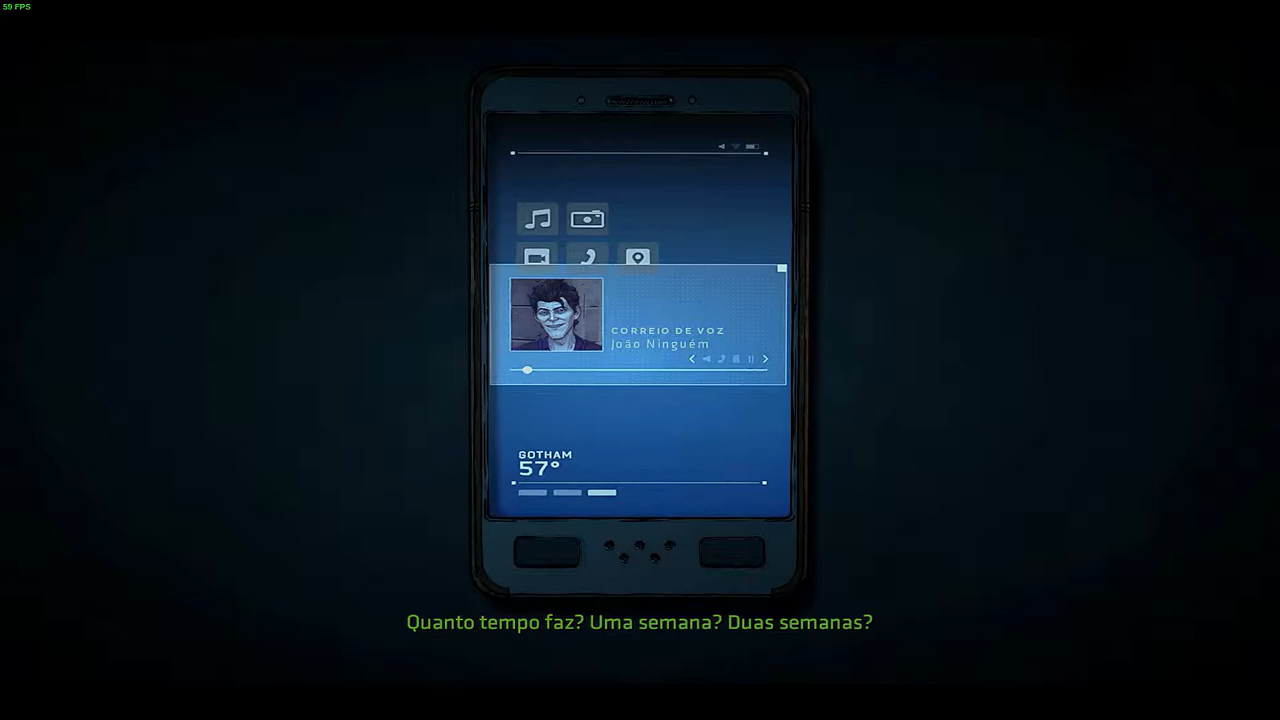 59 FPS
CORREIO DE VOZ
João Ninguém
GOTHAM
57°
Quanto tempo faz? Uma semana? Duas semanas?